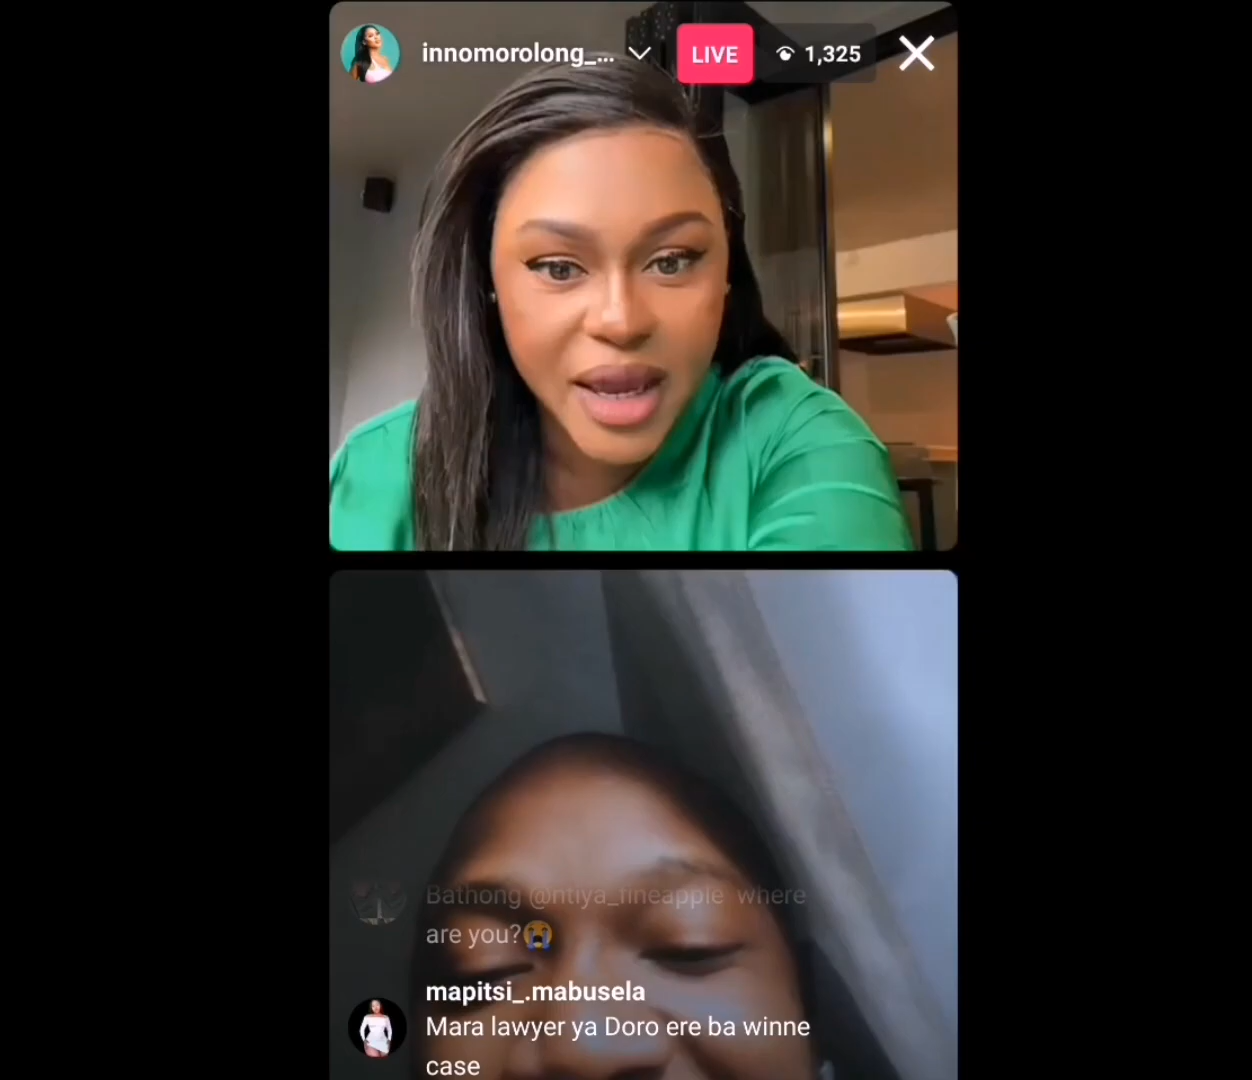 innomorolong_...
LIVE
1,325
Bathong @ntiya_fineapple where
are you?😭
mapitsi_.mabusela
Mara lawyer ya Doro ere ba winne
case